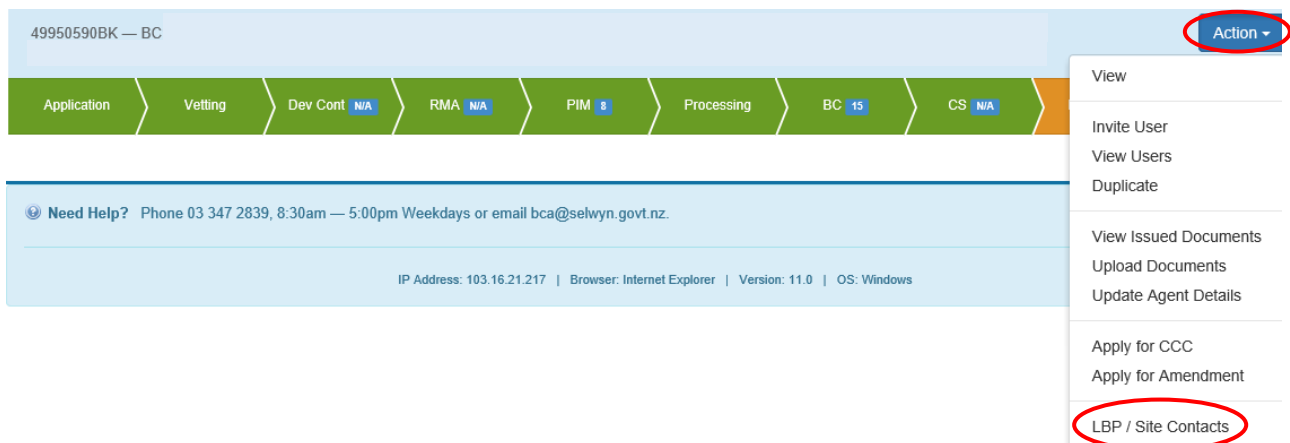 49950590BK — BC
Action
Application Vetting Dev Cont N/A RMA N/A PIM 8 Processing BC 15 CS N/A
View
Invite User
View Users
Duplicate
View Issued Documents
Upload Documents
Update Agent Details
Apply for CCC
Apply for Amendment
LBP / Site Contacts
Need Help? Phone 03 347 2839, 8:30am — 5:00pm Weekdays or email bca@selwyn.govt.nz.
IP Address: 103.16.21.217 | Browser: Internet Explorer | Version: 11.0 | OS: Windows